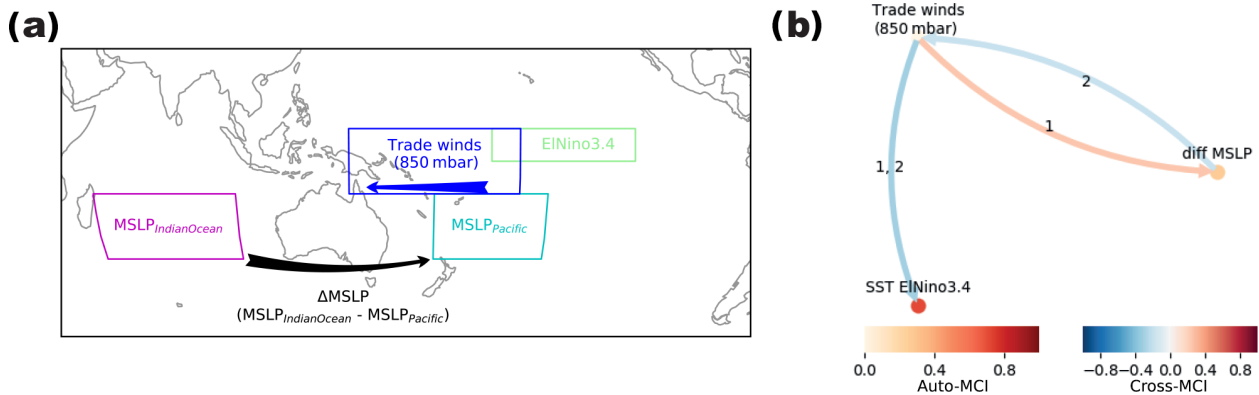 (a)
Trade winds
(850 mbar)
ElNino3.4
MSLP_IndianOcean
MSLP_Pacific
ΔMSLP
(MSLP_IndianOcean - MSLP_Pacific)
(b)
Trade winds
(850 mbar)
2
1
diff MSLP
1, 2
SST ElNino3.4
0.0 0.4 0.8
Auto-MCI
−0.8−0.4 0.0 0.4 0.8
Cross-MCI